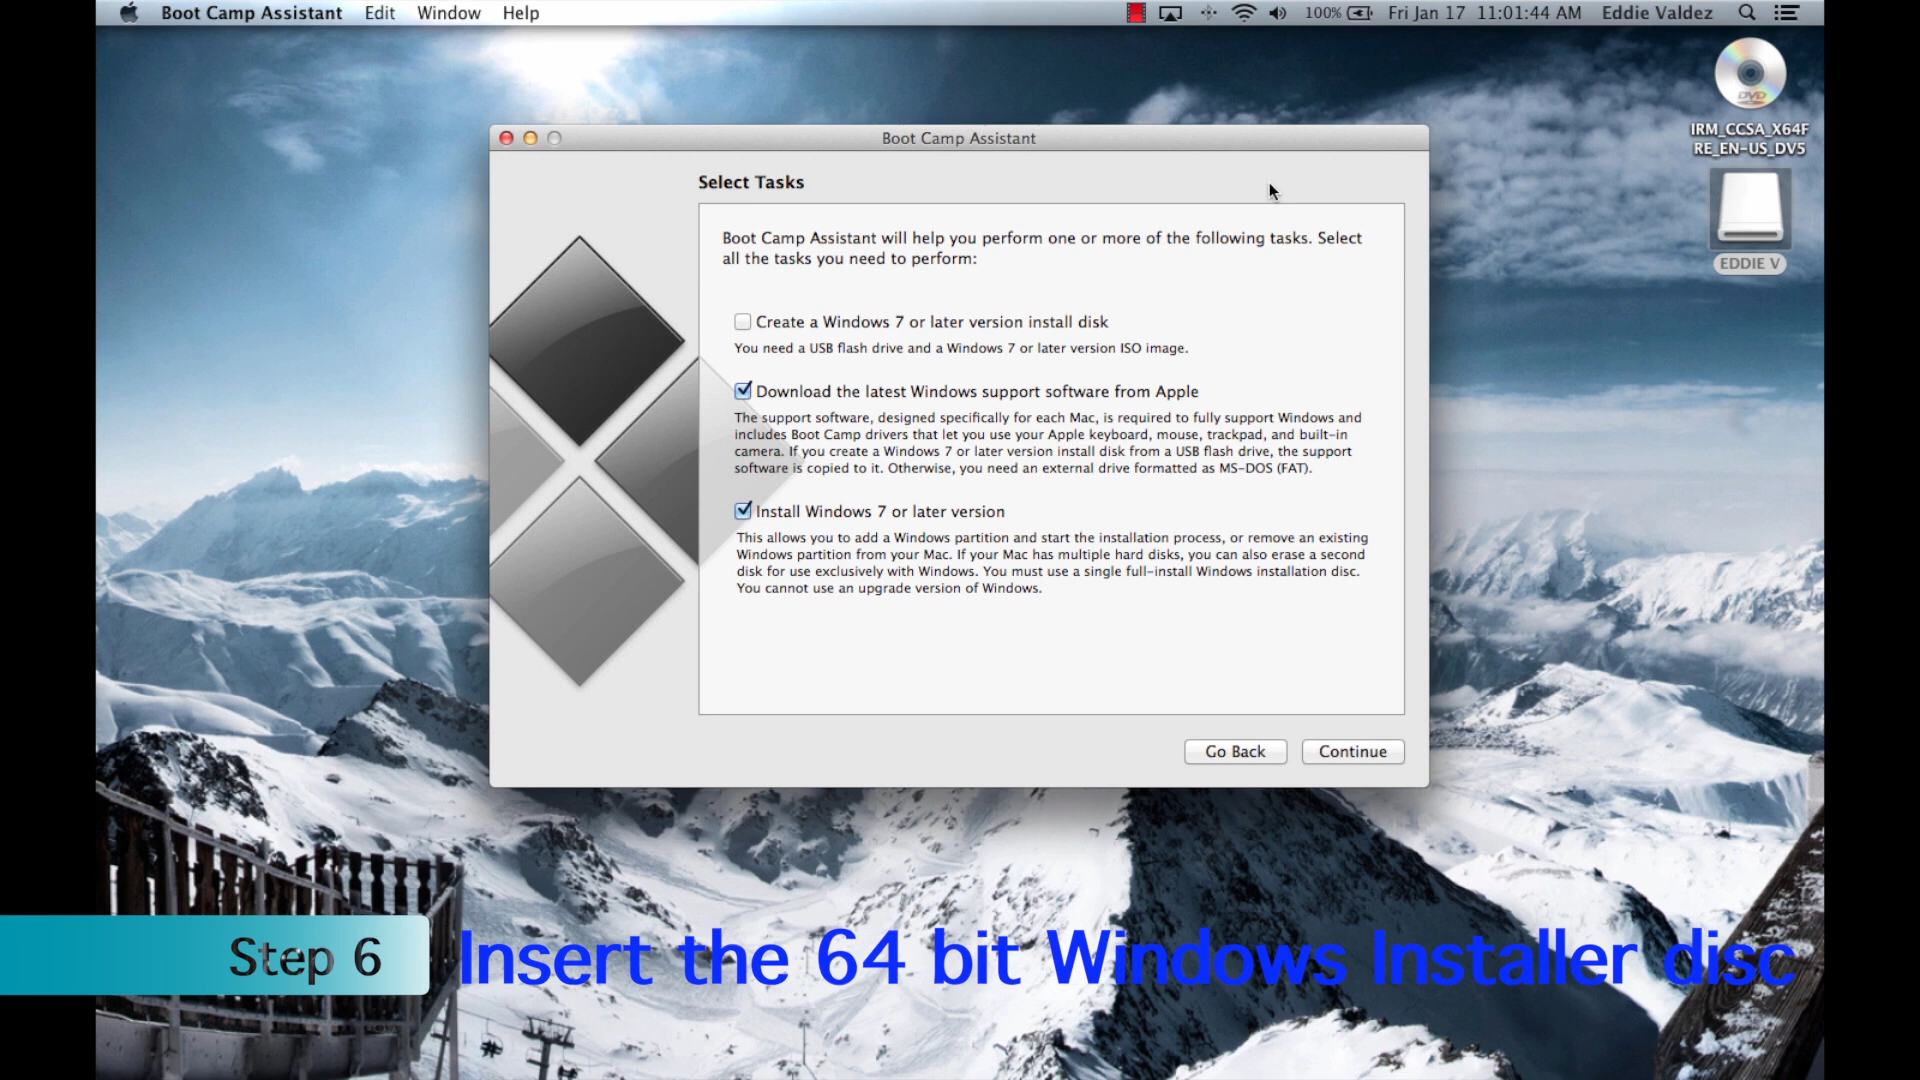 Boot Camp Assistant Edit Window Help 100% Fri Jan 17 11:01:44 AM Eddie Valdez
DVD
IRM_CCSA_X64F
RE_EN-US_DV5
EDDIE V
Boot Camp Assistant
Select Tasks
Boot Camp Assistant will help you perform one or more of the following tasks. Select
all the tasks you need to perform:
Create a Windows 7 or later version install disk
You need a USB flash drive and a Windows 7 or later version ISO image.
Download the latest Windows support software from Apple
The support software, designed specifically for each Mac, is required to fully support Windows and
includes Boot Camp drivers that let you use your Apple keyboard, mouse, trackpad, and built-in
camera. If you create a Windows 7 or later version install disk from a USB flash drive, the support
software is copied to it. Otherwise, you need an external drive formatted as MS-DOS (FAT).
Install Windows 7 or later version
This allows you to add a Windows partition and start the installation process, or remove an existing
Windows partition from your Mac. If your Mac has multiple hard disks, you can also erase a second
disk for use exclusively with Windows. You must use a single full-install Windows installation disc.
You cannot use an upgrade version of Windows.
Go Back Continue
Step 6 Insert the 64 bit Windows Installer disc